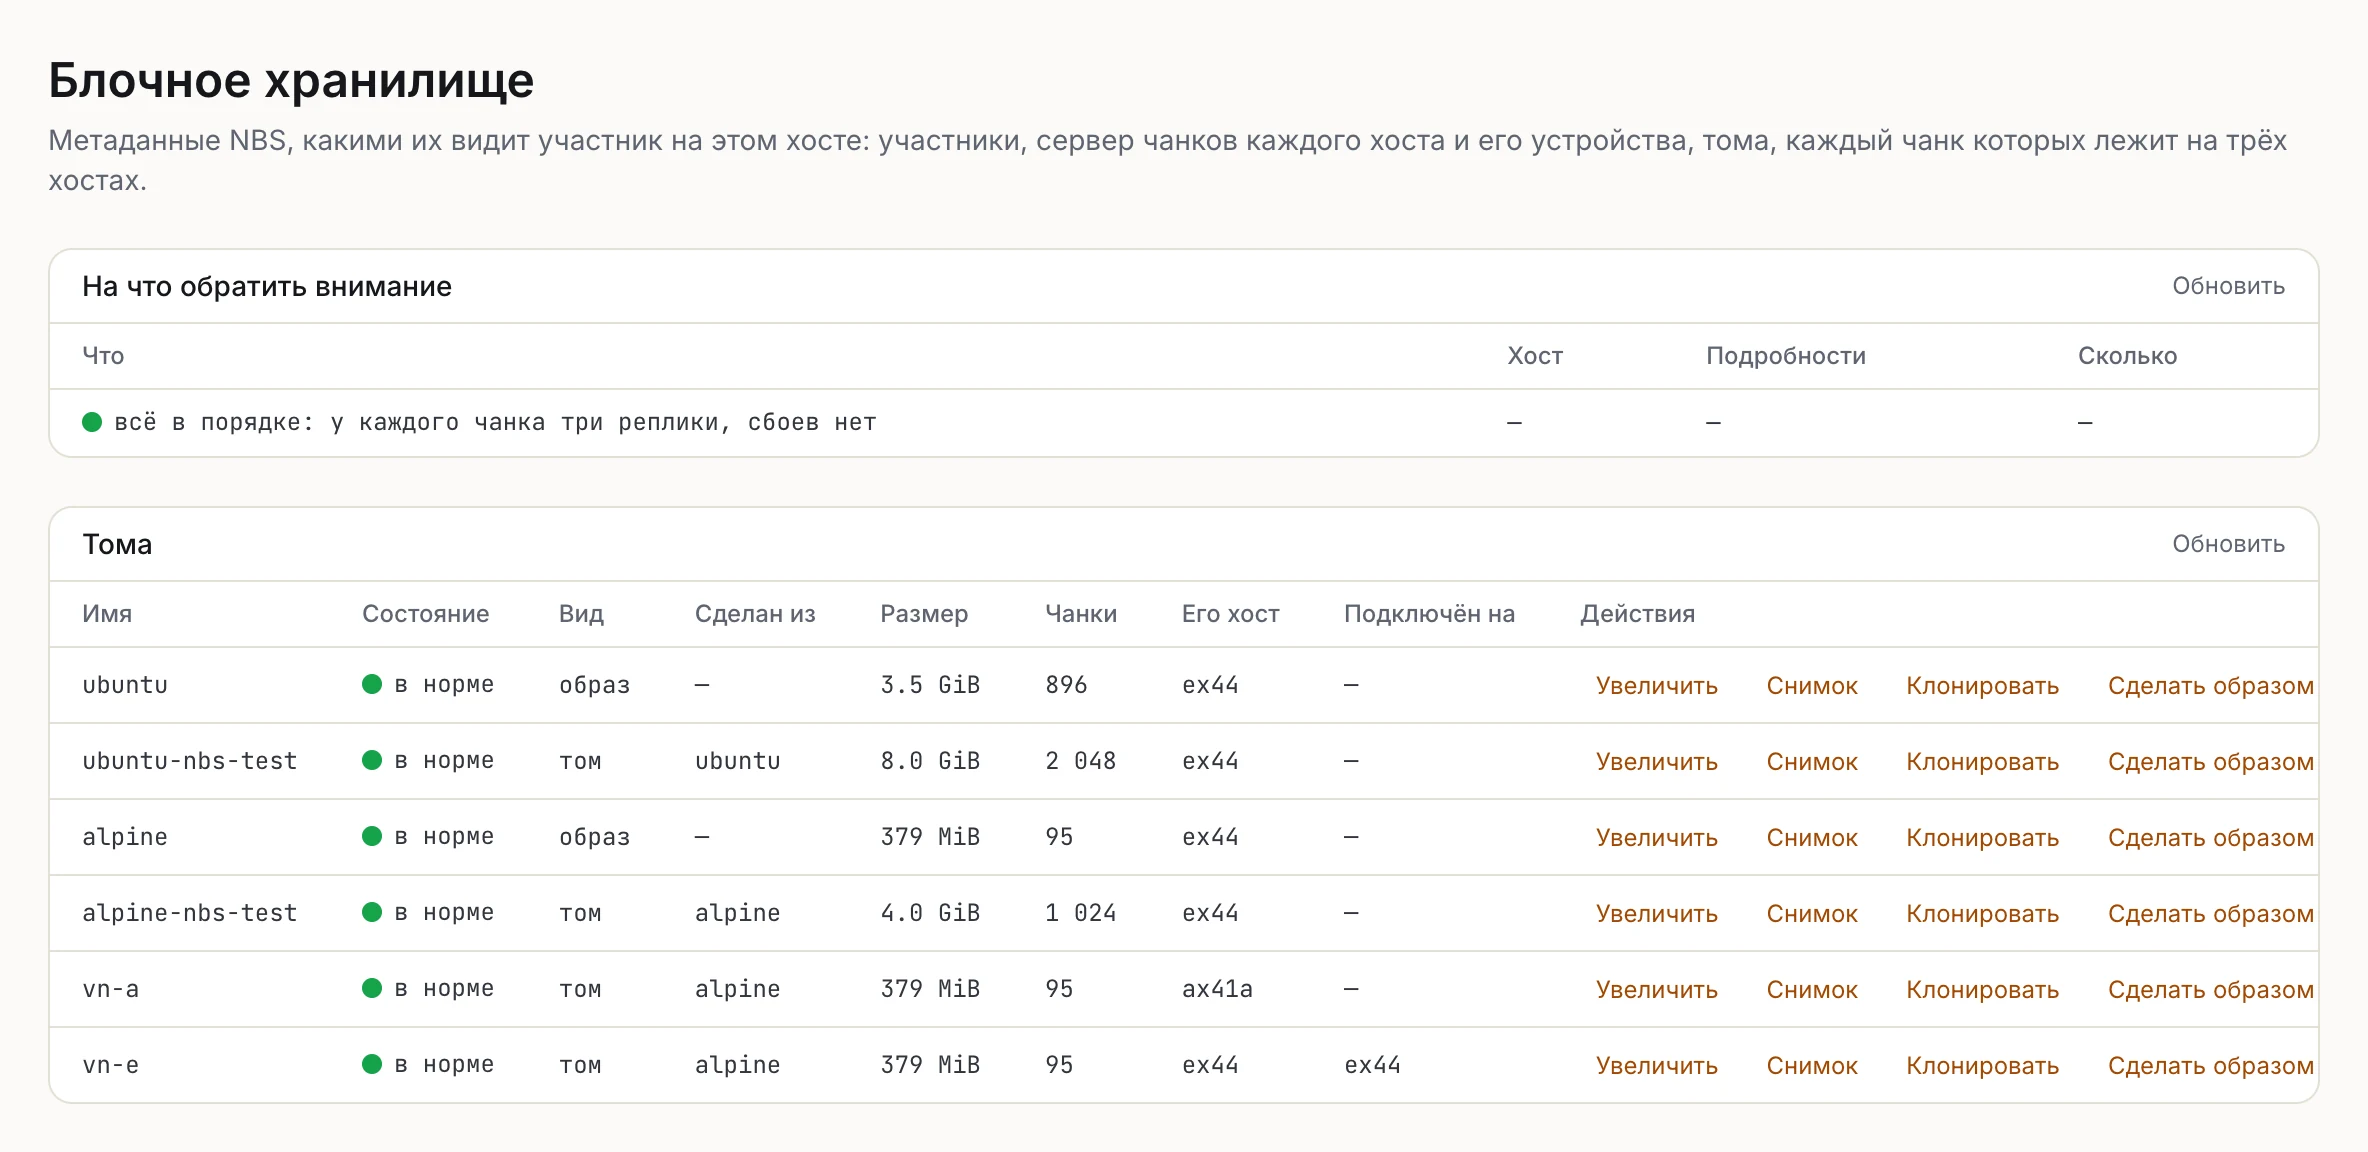 Блочное хранилище
Метаданные NBS, какими их видит участник на этом хосте: участники, сервер чанков каждого хоста и его устройства, тома, каждый чанк которых лежит на трёх
хостах.
На что обратить внимание Обновить
Что Хост Подробности Сколько
всё в порядке: у каждого чанка три реплики, сбоев нет — — —
Тома Обновить
Имя Состояние Вид Сделан из Размер Чанки Его хост Подключён на Действия
ubuntu в норме образ — 3.5 GiB 896 ex44 — Увеличить Снимок Клонировать Сделать образом
ubuntu-nbs-test в норме том ubuntu 8.0 GiB 2 048 ex44 — Увеличить Снимок Клонировать Сделать образом
alpine в норме образ — 379 MiB 95 ex44 — Увеличить Снимок Клонировать Сделать образом
alpine-nbs-test в норме том alpine 4.0 GiB 1 024 ex44 — Увеличить Снимок Клонировать Сделать образом
vn-a в норме том alpine 379 MiB 95 ax41a — Увеличить Снимок Клонировать Сделать образом
vn-e в норме том alpine 379 MiB 95 ex44 ex44 Увеличить Снимок Клонировать Сделать образом